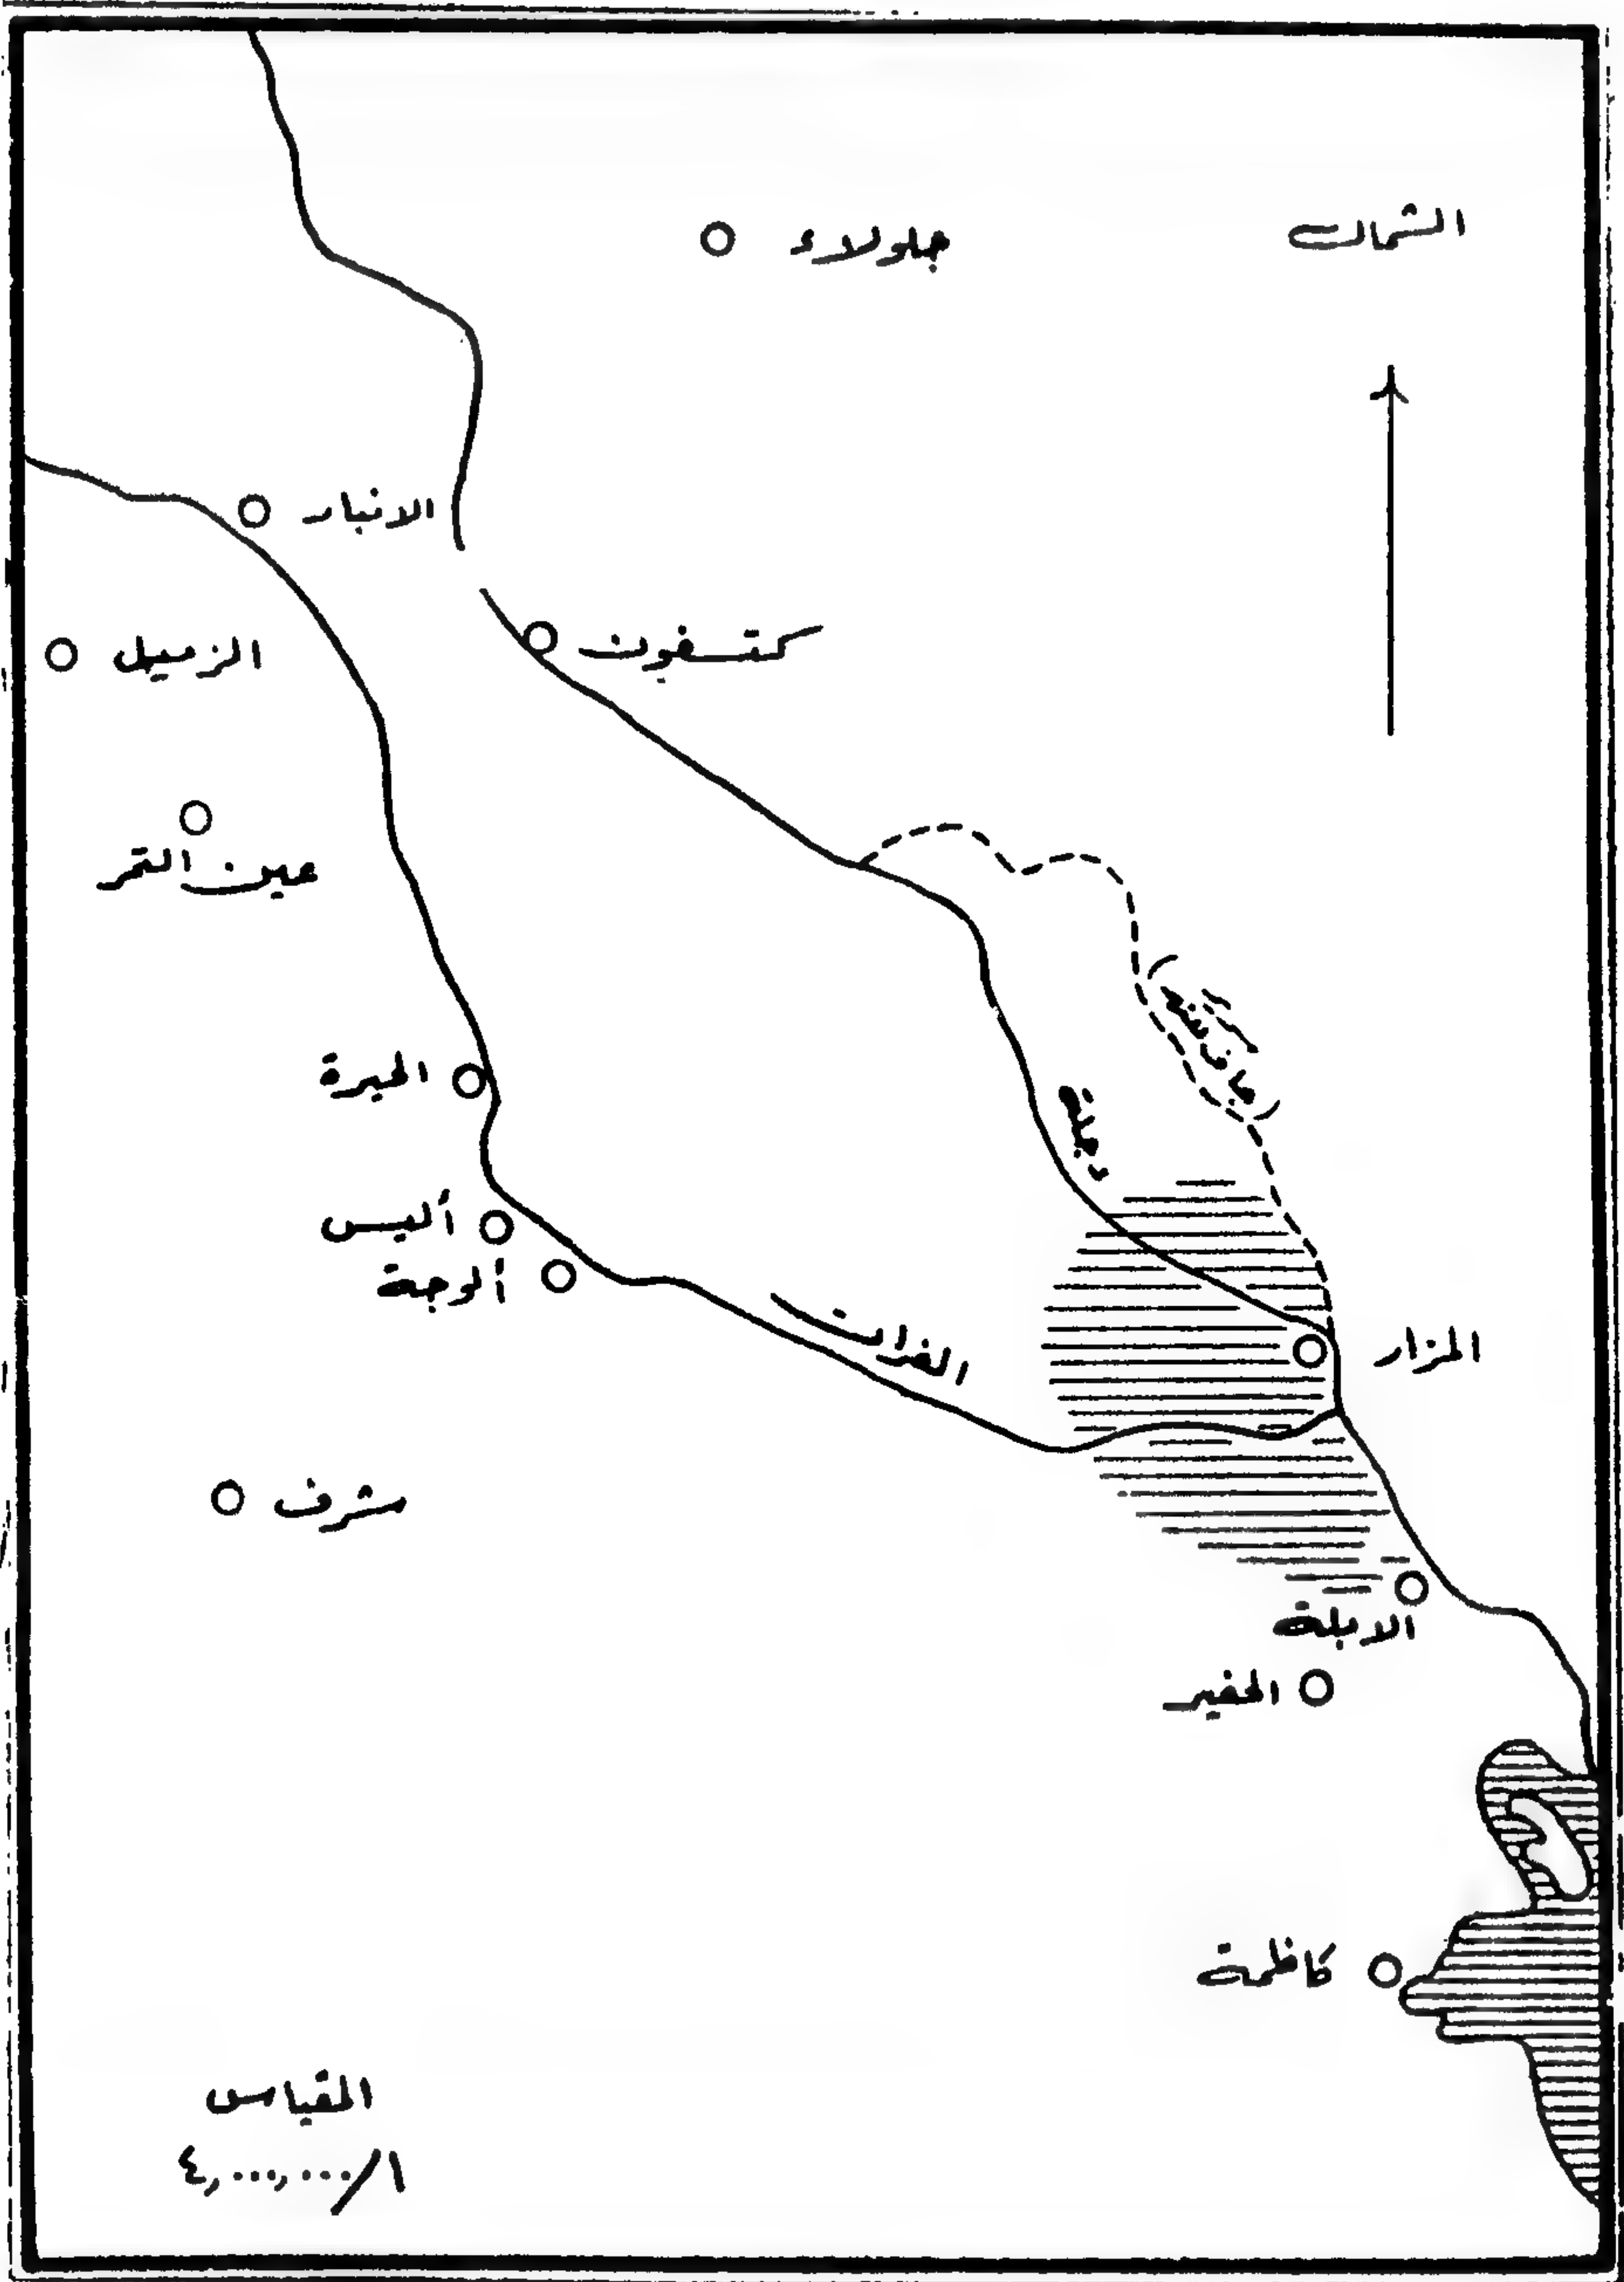 الشمال
جلولاء
الانبار
كتسفون
الزميل
عين التمر
دجلة
الحيرة
أليس
ألوجة
الفرات
المزار
مشرف
الابلة
الحفير
كاظمة
المقياس
١/٤,٠٠٠,٠٠٠